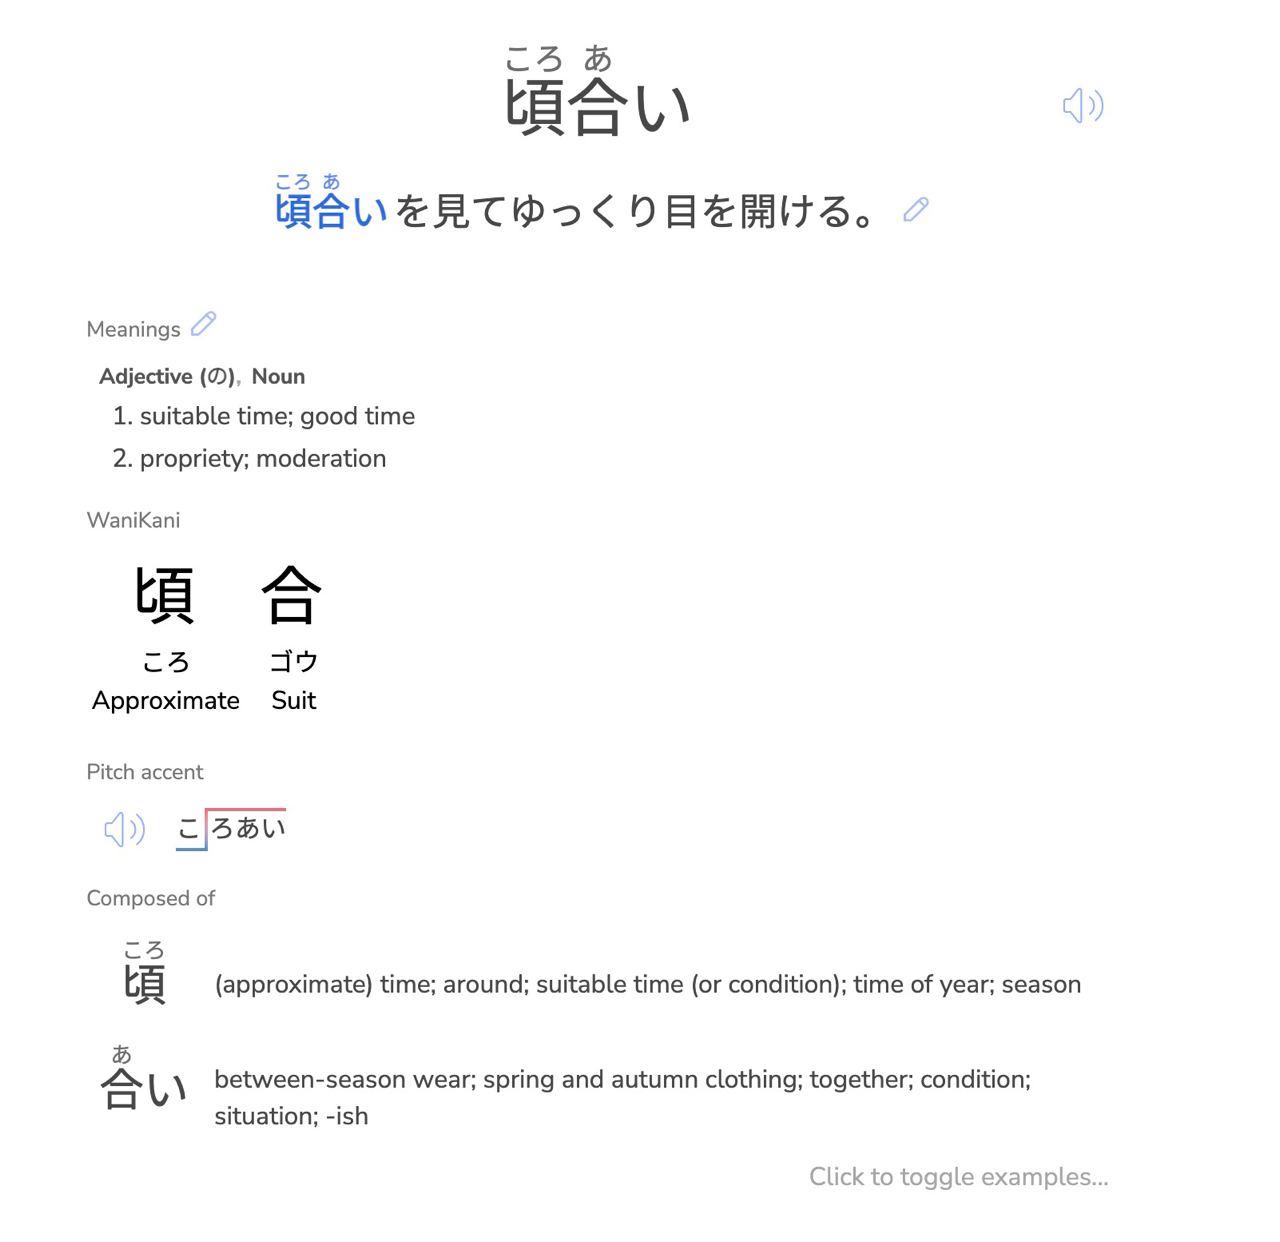 ころ あ
頃合い
ころ あ
頃合いを見てゆっくり目を開ける。
Meanings
Adjective (の), Noun
1. suitable time; good time
2. propriety; moderation
WaniKani
頃 合
ころ ゴウ
Approximate Suit
Pitch accent
ころあい
Composed of
ころ
頃 (approximate) time; around; suitable time (or condition); time of year; season
あ
合い between-season wear; spring and autumn clothing; together; condition;
situation; -ish
Click to toggle examples...